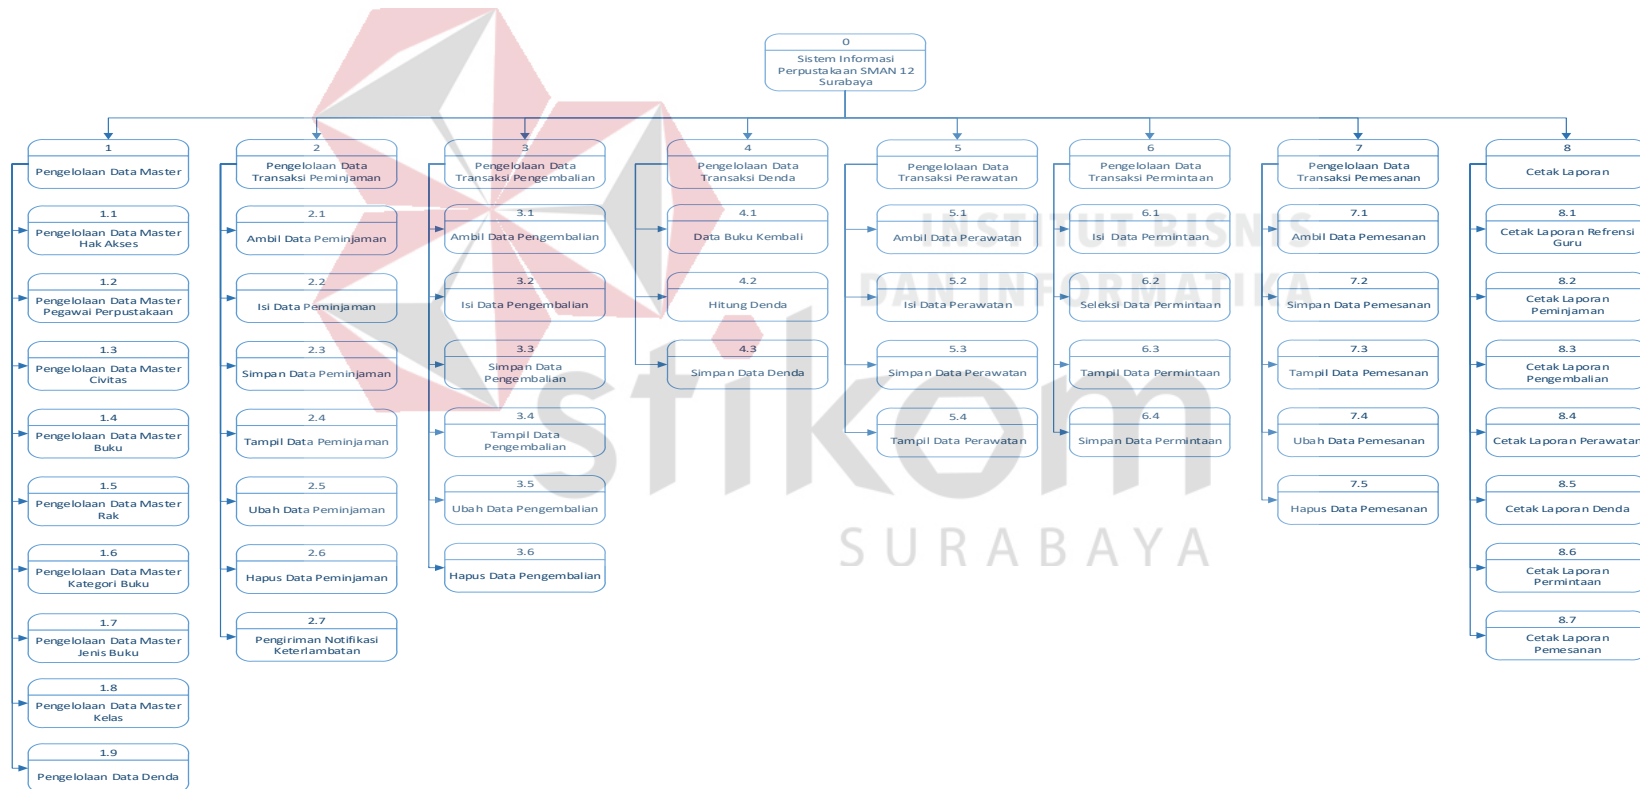 0
Sistem Informasi
Perpustakaan SMAN 12
Surabaya
1
Pengelolaan Data Master
1.1
Pengelolaan Data Master
Hak Akses
1.2
Pengelolaan Data Master
Pegawai Perpustakaan
1.3
Pengelolaan Data Master
Civitas
1.4
Pengelolaan Data Master
Buku
1.5
Pengelolaan Data Master
Rak
1.6
Pengelolaan Data Master
Kategori Buku
1.7
Pengelolaan Data Master
Jenis Buku
1.8
Pengelolaan Data Master
Kelas
1.9
Pengelolaan Data Denda
2
Pengelolaan Data
Transaksi Peminjaman
2.1
Ambil Data Peminjaman
2.2
Isi Data Peminjaman
2.3
Simpan Data Peminjaman
2.4
Tampil Data Peminjaman
2.5
Ubah Data Peminjaman
2.6
Hapus Data Peminjaman
2.7
Pengiriman Notifikasi
Keterlambatan
3
Pengelolaan Data
Transaksi Pengembalian
3.1
Ambil Data Pengembalian
3.2
Isi Data Pengembalian
3.3
Simpan Data
Pengembalian
3.4
Tampil Data
Pengembalian
3.5
Ubah Data Pengembalian
3.6
Hapus Data Pengembalian
4
Pengelolaan Data
Transaksi Denda
4.1
Data Buku Kembali
4.2
Hitung Denda
4.3
Simpan Data Denda
5
Pengelolaan Data
Transaksi Perawatan
5.1
Ambil Data Perawatan
5.2
Isi Data Perawatan
5.3
Simpan Data Perawatan
5.4
Tampil Data Perawatan
6
Pengelolaan Data
Transaksi Permintaan
6.1
Isi Data Permintaan
6.2
Seleksi Data Permintaan
6.3
Tampil Data Permintaan
6.4
Simpan Data Permintaan
7
Pengelolaan Data
Transaksi Pemesanan
7.1
Ambil Data Pemesanan
7.2
Simpan Data Pemesanan
7.3
Tampil Data Pemesanan
7.4
Ubah Data Pemesanan
7.5
Hapus Data Pemesanan
8
Cetak Laporan
8.1
Cetak Laporan Refrensi
Guru
8.2
Cetak Laporan
Peminjaman
8.3
Cetak Laporan
Pengembalian
8.4
Cetak Laporan Perawatan
8.5
Cetak Laporan Denda
8.6
Cetak Laporan
Permintaan
8.7
Cetak Laporan
Pemesanan
INSTITUT BISNIS
DAN INFORMATIKA
stikom
SURABAYA